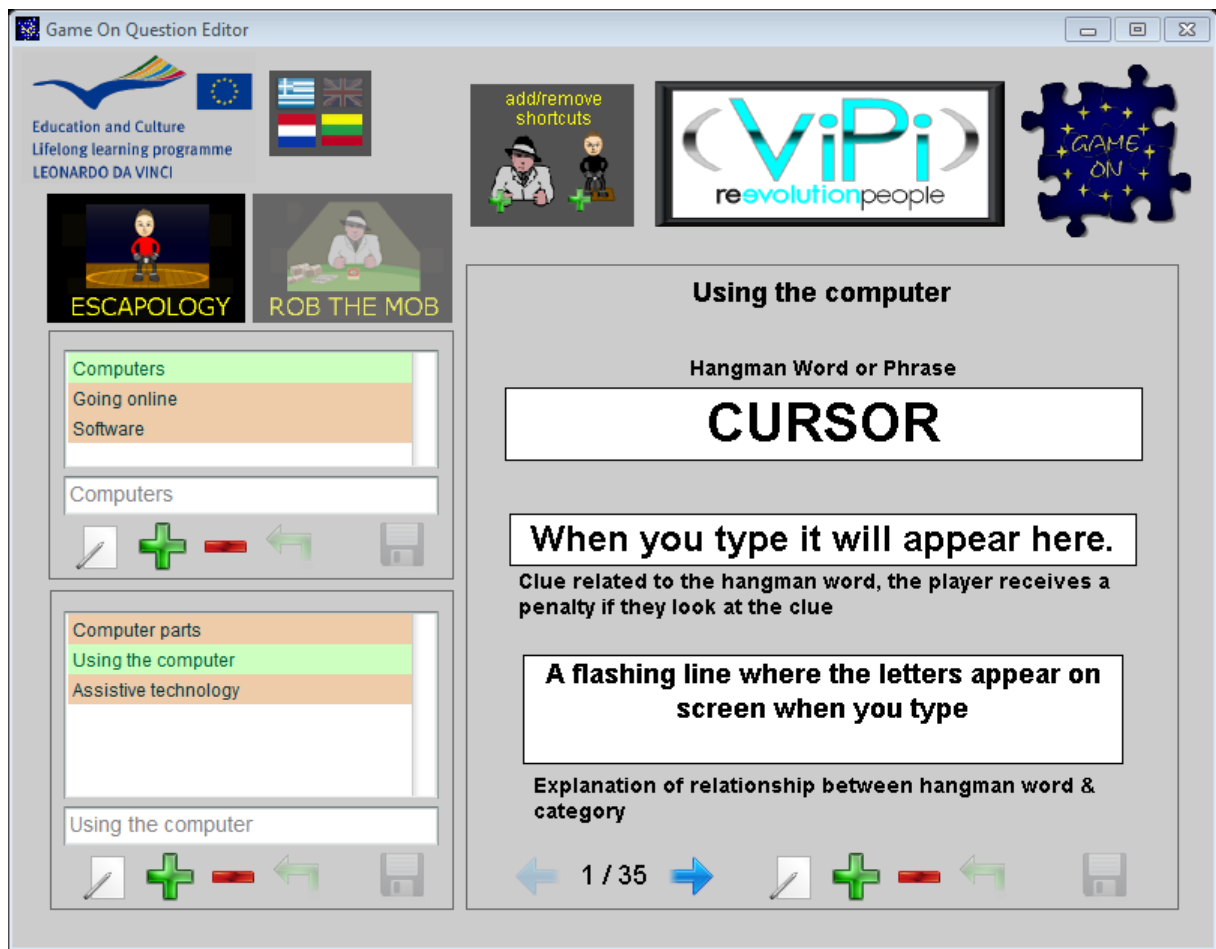 Game On Question Editor
Education and Culture
Lifelong learning programme
LEONARDO DA VINCI
add/remove
shortcuts
(ViPi)
reevolutionpeople
GAME
ON
ESCAPOLOGY
ROB THE MOB
Computers
Going online
Software
Computers
Computer parts
Using the computer
Assistive technology
Using the computer
Using the computer
Hangman Word or Phrase
CURSOR
When you type it will appear here.
Clue related to the hangman word, the player receives a
penalty if they look at the clue
A flashing line where the letters appear on
screen when you type
Explanation of relationship between hangman word &
category
1 / 35